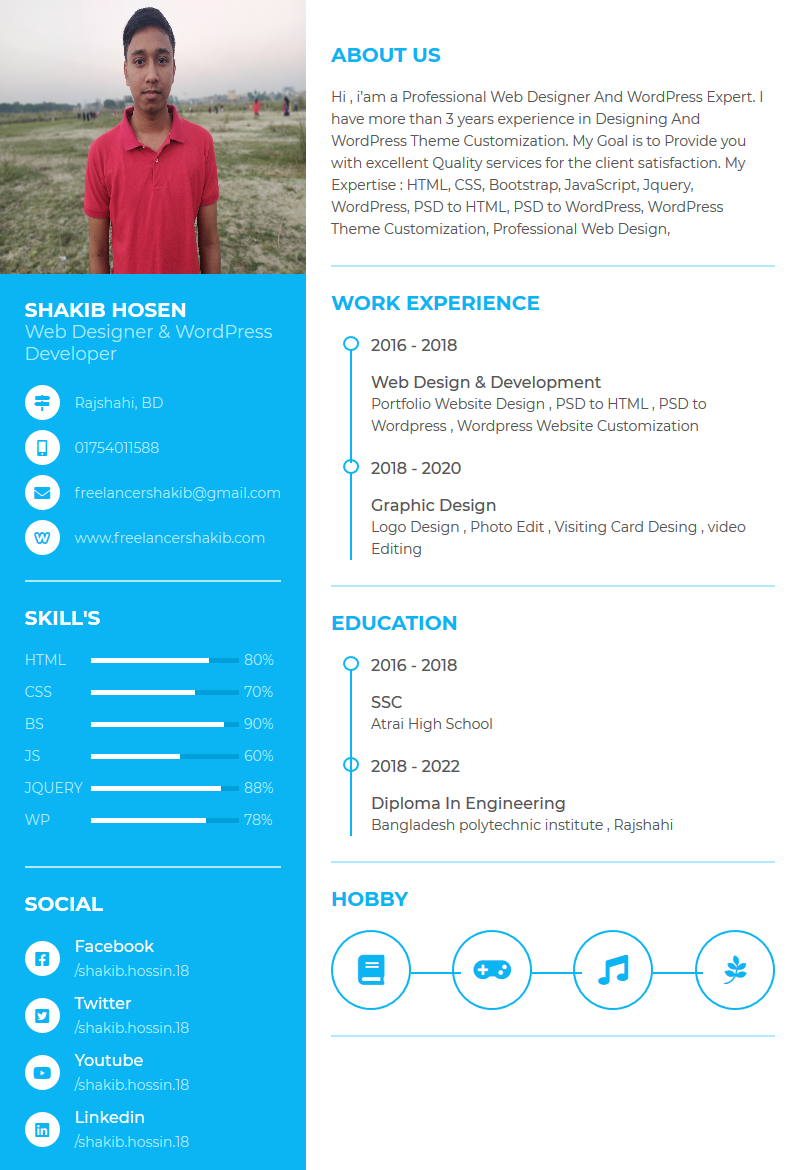 SHAKIB HOSEN
Web Designer & WordPress
Developer
Rajshahi, BD
01754011588
freelancershakib@gmail.com
www.freelancershakib.com
SKILL'S
HTML 80%
CSS 70%
BS 90%
JS 60%
JQUERY 88%
WP 78%
SOCIAL
Facebook
/shakib.hossin.18
Twitter
/shakib.hossin.18
Youtube
/shakib.hossin.18
Linkedin
/shakib.hossin.18
ABOUT US
Hi , i'am a Professional Web Designer And WordPress Expert. I
have more than 3 years experience in Designing And
WordPress Theme Customization. My Goal is to Provide you
with excellent Quality services for the client satisfaction. My
Expertise : HTML, CSS, Bootstrap, JavaScript, Jquery,
WordPress, PSD to HTML, PSD to WordPress, WordPress
Theme Customization, Professional Web Design,
WORK EXPERIENCE
2016 - 2018
Web Design & Development
Portfolio Website Design , PSD to HTML , PSD to
Wordpress , Wordpress Website Customization
2018 - 2020
Graphic Design
Logo Design , Photo Edit , Visiting Card Desing , video
Editing
EDUCATION
2016 - 2018
SSC
Atrai High School
2018 - 2022
Diploma In Engineering
Bangladesh polytechnic institute , Rajshahi
HOBBY